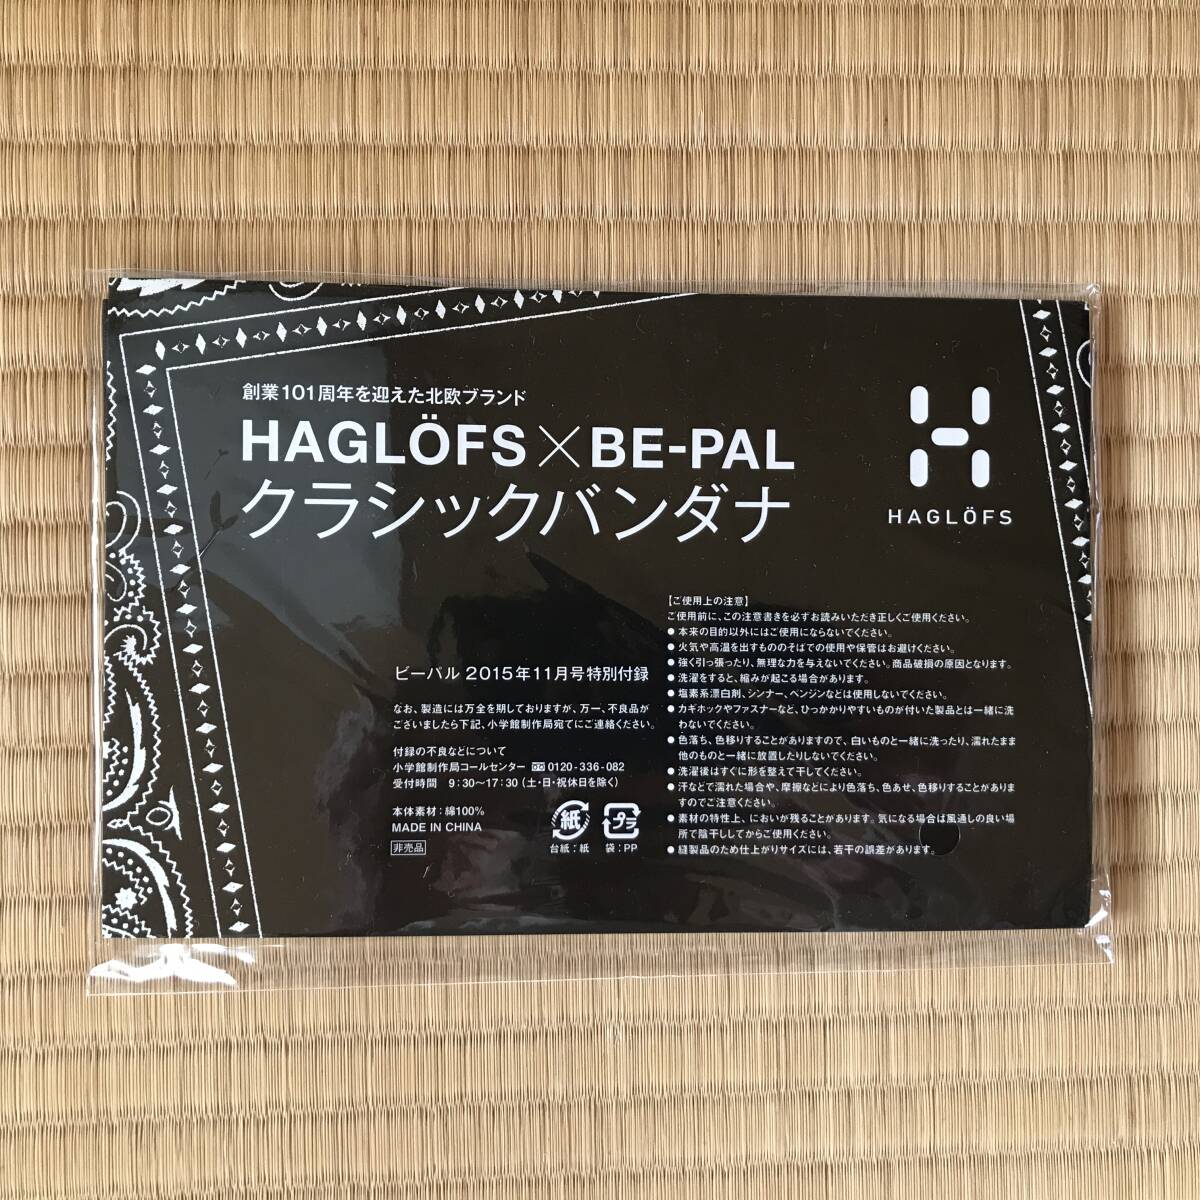 創業101周年を迎えた北欧ブランド
HAGLÖFS×BE-PAL
クラシックバンダナ
HAGLÖFS
ビーパル 2015年11月号特別付録
なお、製造には万全を期しておりますが、万一、不良品が
ございましたら下記、小学館制作局宛てにご連絡ください。
付録の不良などについて
小学館制作局コールセンター 0120-336-082
受付時間 9:30〜17:30(土・日・祝休日を除く)
本体素材:綿100%
MADE IN CHINA
非売品
紙
プラ
台紙:紙 袋:PP
【ご使用上の注意】
ご使用前に、この注意書きを必ずお読みいただき正しくご使用ください。
●本来の目的以外にはご使用にならないでください。
●火気や高温を出すもののそばでの使用や保管はお避けください。
●強く引っ張ったり、無理な力を与えないでください。商品破損の原因となります。
●洗濯をすると、縮みが起こる場合があります。
●塩素系漂白剤、シンナー、ベンジンなどは使用しないでください。
●カギホックやファスナーなど、ひっかかりやすいものが付いた製品とは一緒に洗
わないでください。
●色落ち、色移りすることがありますので、白いものと一緒に洗ったり、濡れたまま
他のものと一緒に放置したりしないでください。
●洗濯後はすぐに形を整えて干してください。
●汗などで濡れた場合や、摩擦などにより色落ち、色あせ、色移りすることがありま
すのでご注意ください。
●素材の特性上、においが残ることがあります。気になる場合は風通しの良い場
所で陰干ししてからご使用ください。
●縫製品のため仕上がりサイズには、若干の誤差があります。